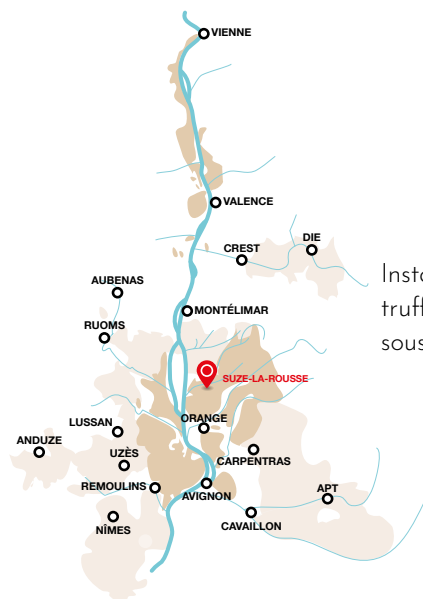 VIENNE
VALENCE
DIE
CREST
AUBENAS
MONTÉLIMAR
RUOMS
SUZE-LA-ROUSSE
ORANGE
LUSSAN
ANDUZE
UZÈS
CARPENTRAS
REMOULINS
AVIGNON
APT
NÎMES
CAVAILLON
truff
sous